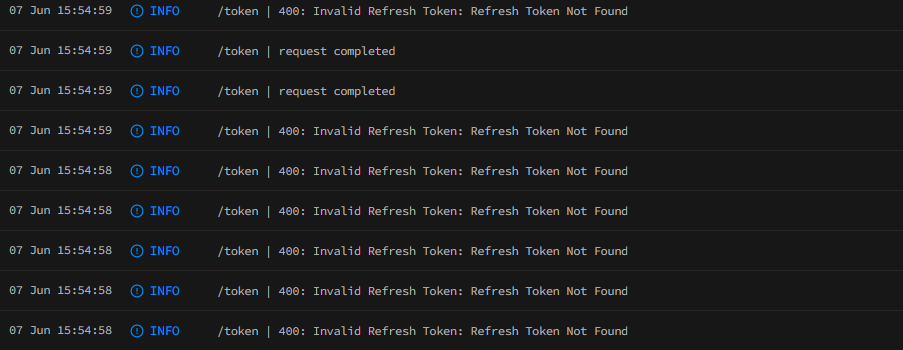 07 Jun 15:54:59 INFO /token | 400: Invalid Refresh Token: Refresh Token Not Found
07 Jun 15:54:59 INFO /token | request completed
07 Jun 15:54:59 INFO /token | request completed
07 Jun 15:54:59 INFO /token | 400: Invalid Refresh Token: Refresh Token Not Found
07 Jun 15:54:58 INFO /token | 400: Invalid Refresh Token: Refresh Token Not Found
07 Jun 15:54:58 INFO /token | 400: Invalid Refresh Token: Refresh Token Not Found
07 Jun 15:54:58 INFO /token | 400: Invalid Refresh Token: Refresh Token Not Found
07 Jun 15:54:58 INFO /token | 400: Invalid Refresh Token: Refresh Token Not Found
07 Jun 15:54:58 INFO /token | 400: Invalid Refresh Token: Refresh Token Not Found